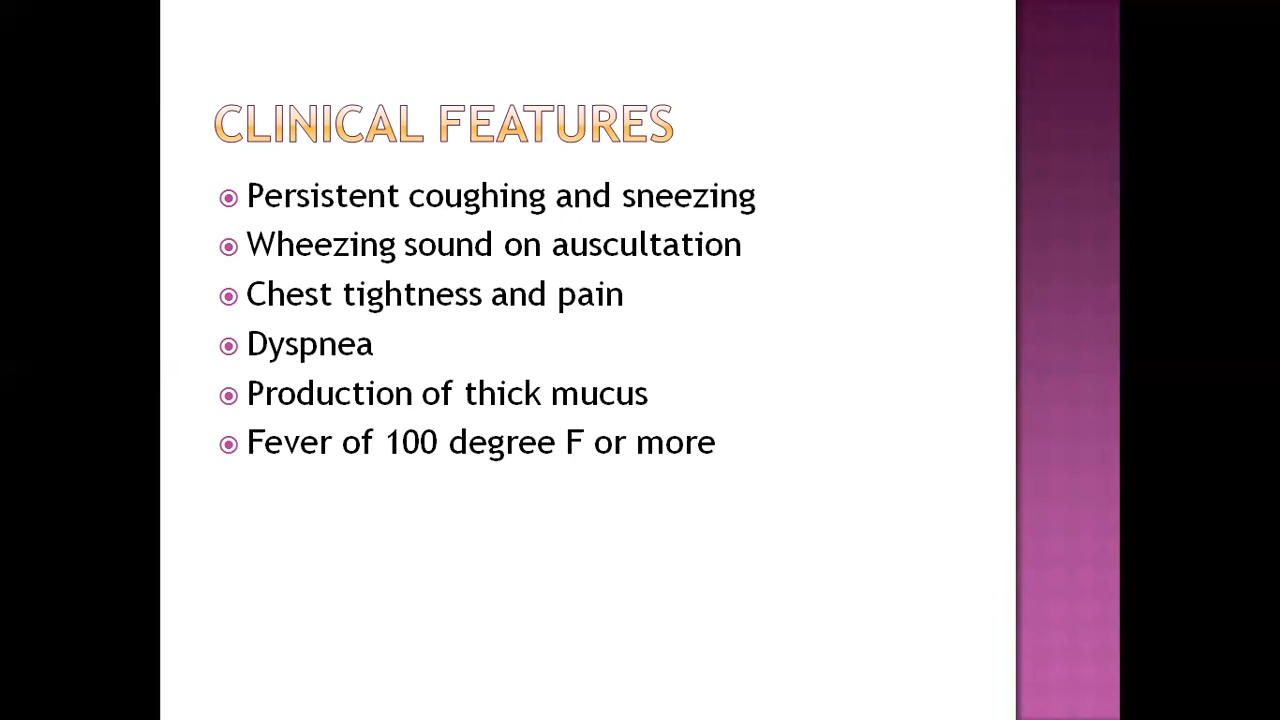 CLINICAL FEATURES
Persistent coughing and sneezing
Wheezing sound on auscultation
Chest tightness and pain
Dyspnea
Production of thick mucus
Fever of 100 degree F or more